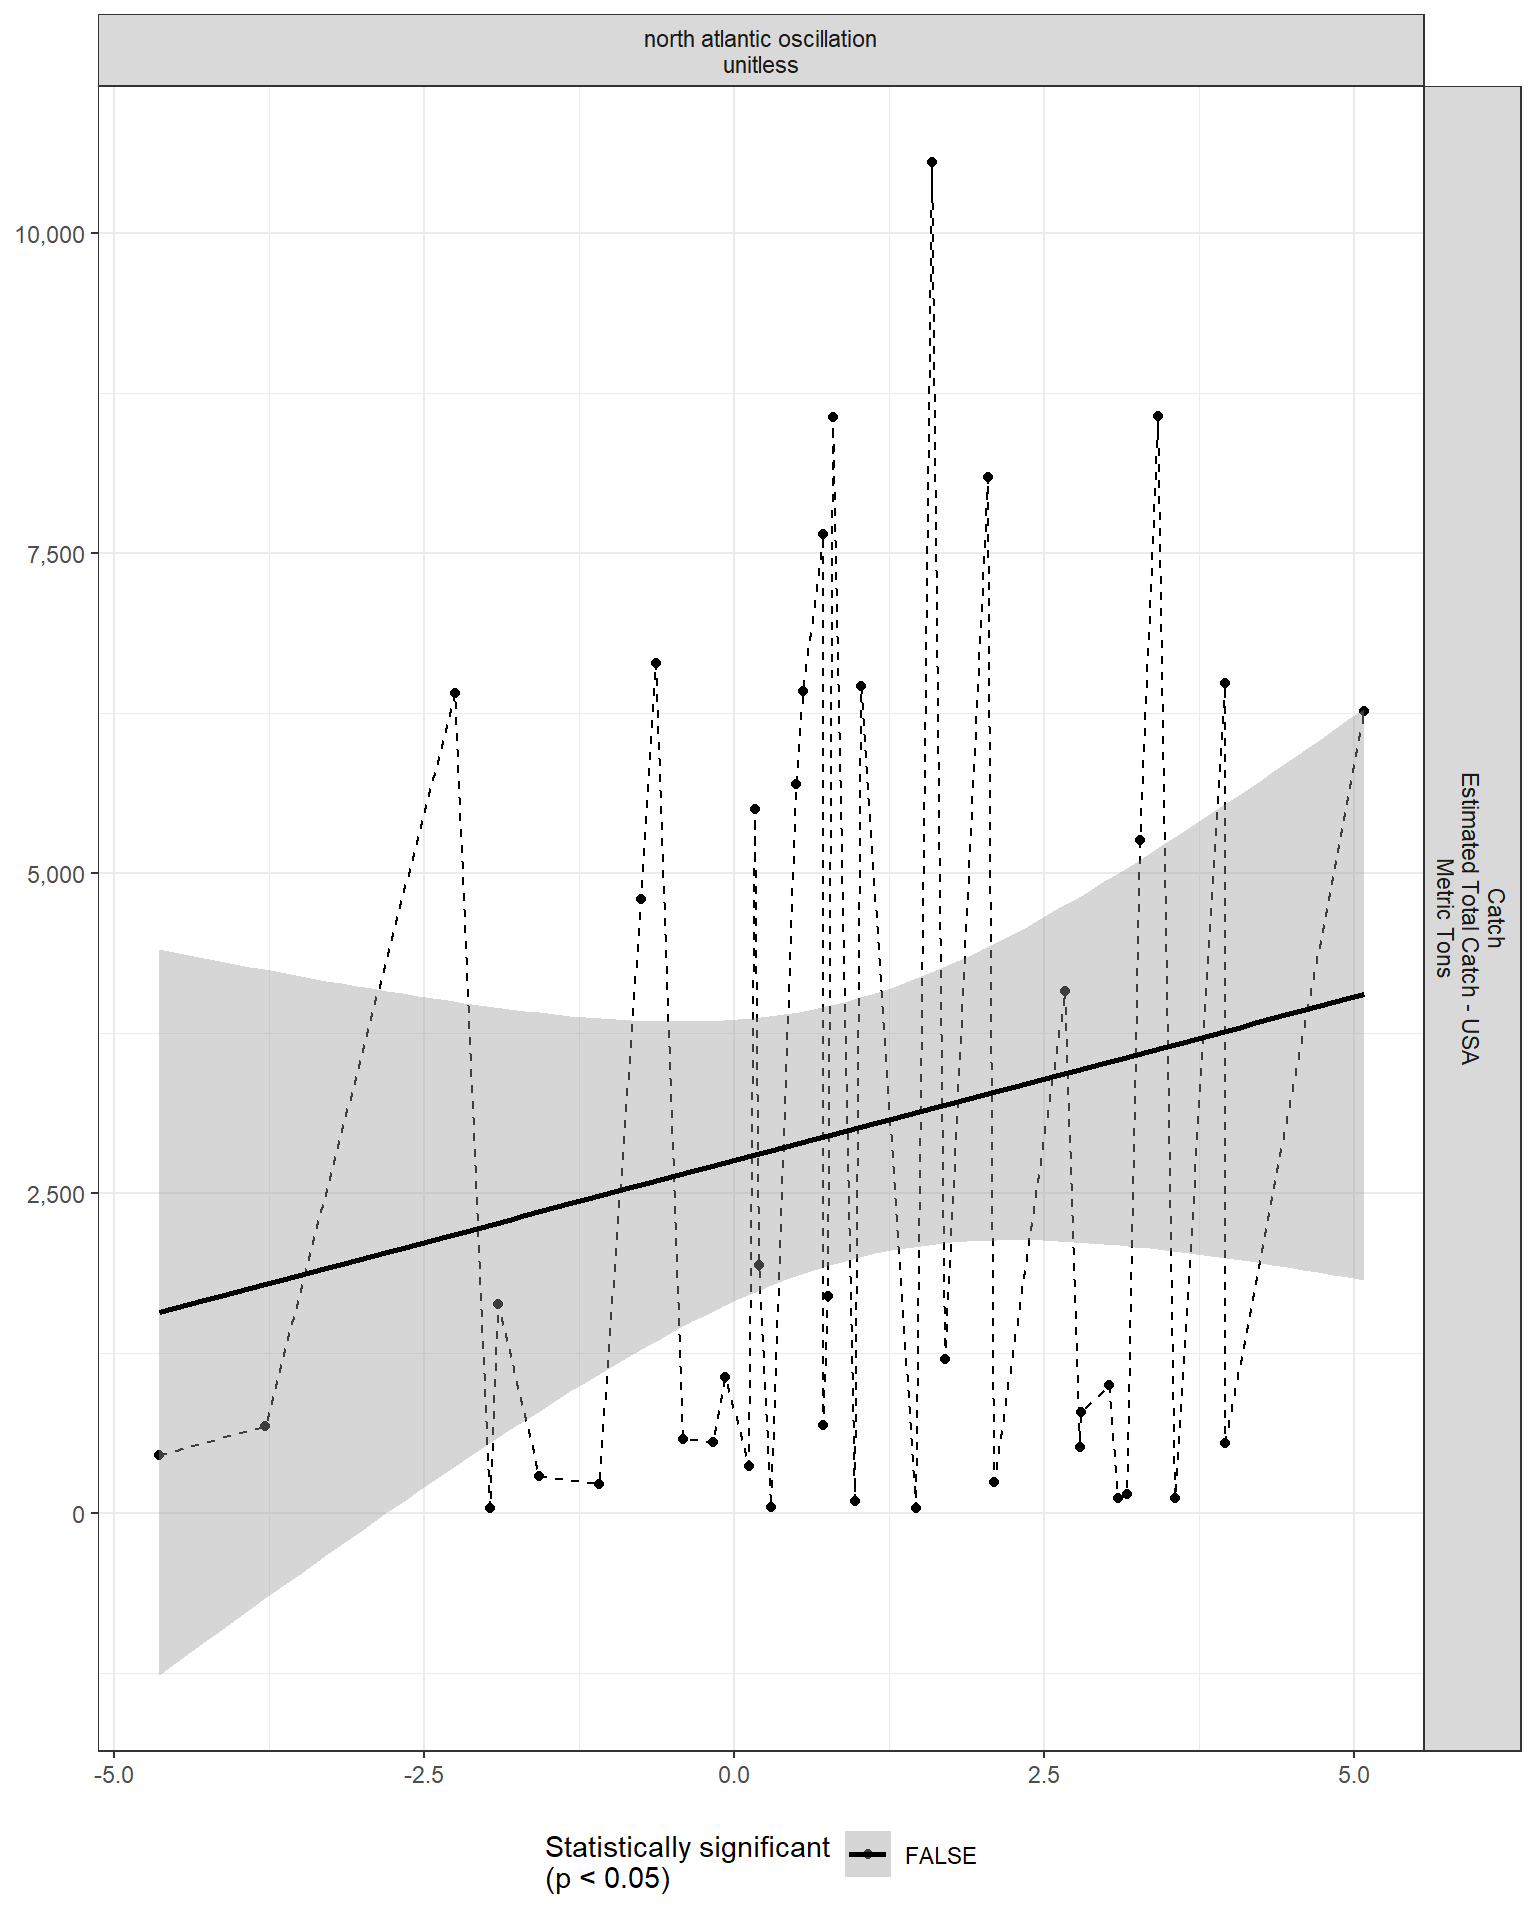 north atlantic oscillation
unitless
10,000
7,500
5,000
2,500
0
Catch
Estimated Total Catch - USA
Metric Tons
-5.0
-2.5
0.0
2.5
5.0
Statistically significant
(p < 0.05)
FALSE